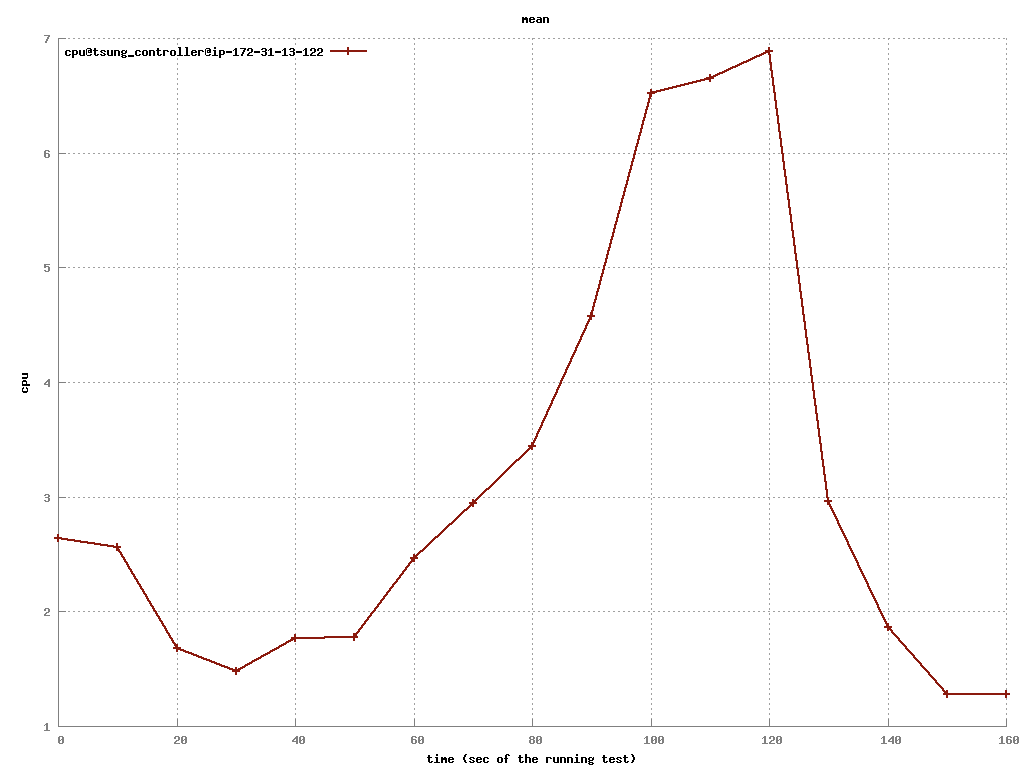 mean
7
cpu@tsung_controller@ip-172-31-13-122
6
5
4
cpu
3
2
1
0 20 40 60 80 100 120 140 160
time (sec of the running test)